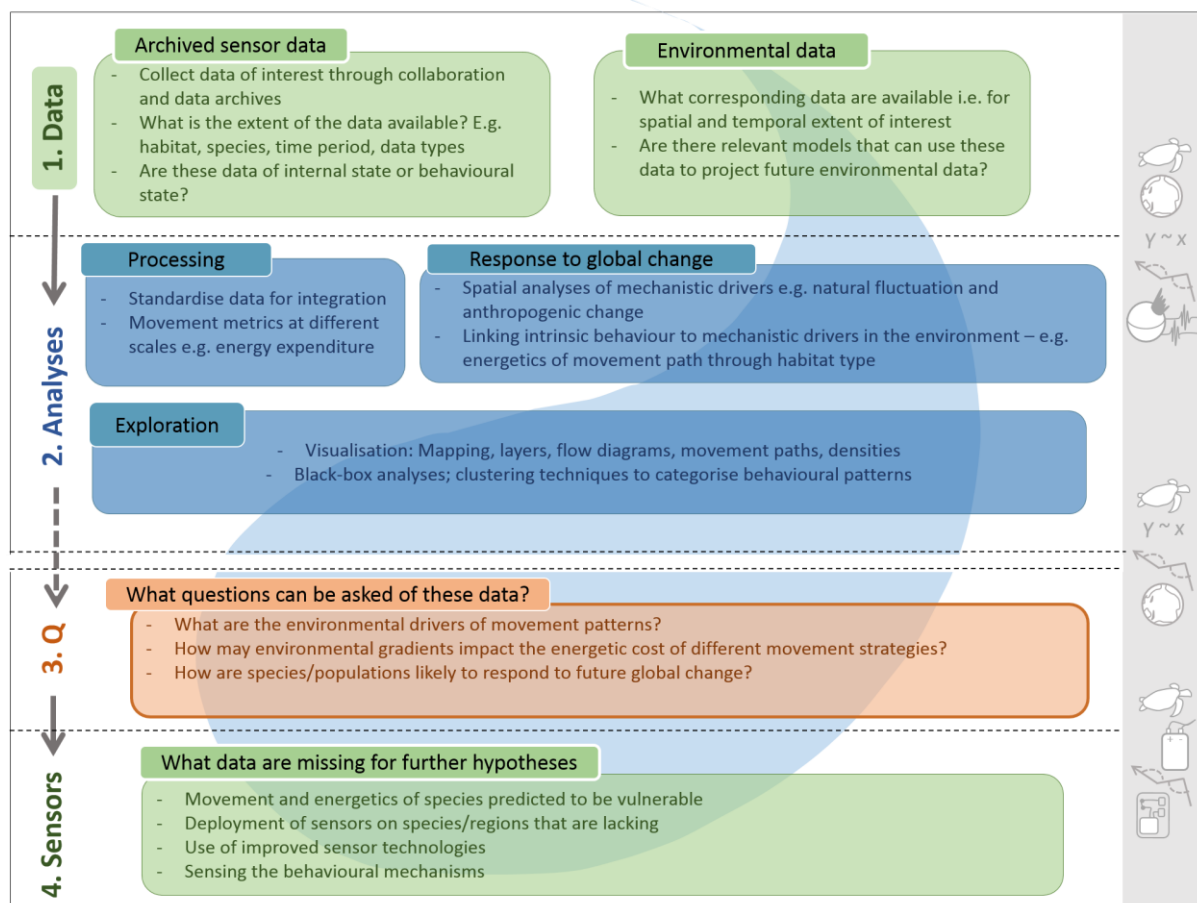 1. Data
Archived sensor data
- Collect data of interest through collaboration
and data archives
- What is the extent of the data available? E.g.
habitat, species, time period, data types
- Are these data of internal state or behavioural
state?
Environmental data
- What corresponding data are available i.e. for
spatial and temporal extent of interest
- Are there relevant models that can use these
data to project future environmental data?
Y ~ x
2. Analyses
Processing
- Standardise data for integration
- Movement metrics at different
scales e.g. energy expenditure
Response to global change
- Spatial analyses of mechanistic drivers e.g. natural fluctuation and
anthropogenic change
- Linking intrinsic behaviour to mechanistic drivers in the environment – e.g.
energetics of movement path through habitat type
Exploration
- Visualisation: Mapping, layers, flow diagrams, movement paths, densities
- Black-box analyses; clustering techniques to categorise behavioural patterns
Y ~ x
3. Q
What questions can be asked of these data?
- What are the environmental drivers of movement patterns?
- How may environmental gradients impact the energetic cost of different movement strategies?
- How are species/populations likely to respond to future global change?
4. Sensors
What data are missing for further hypotheses
- Movement and energetics of species predicted to be vulnerable
- Deployment of sensors on species/regions that are lacking
- Use of improved sensor technologies
- Sensing the behavioural mechanisms
+ -